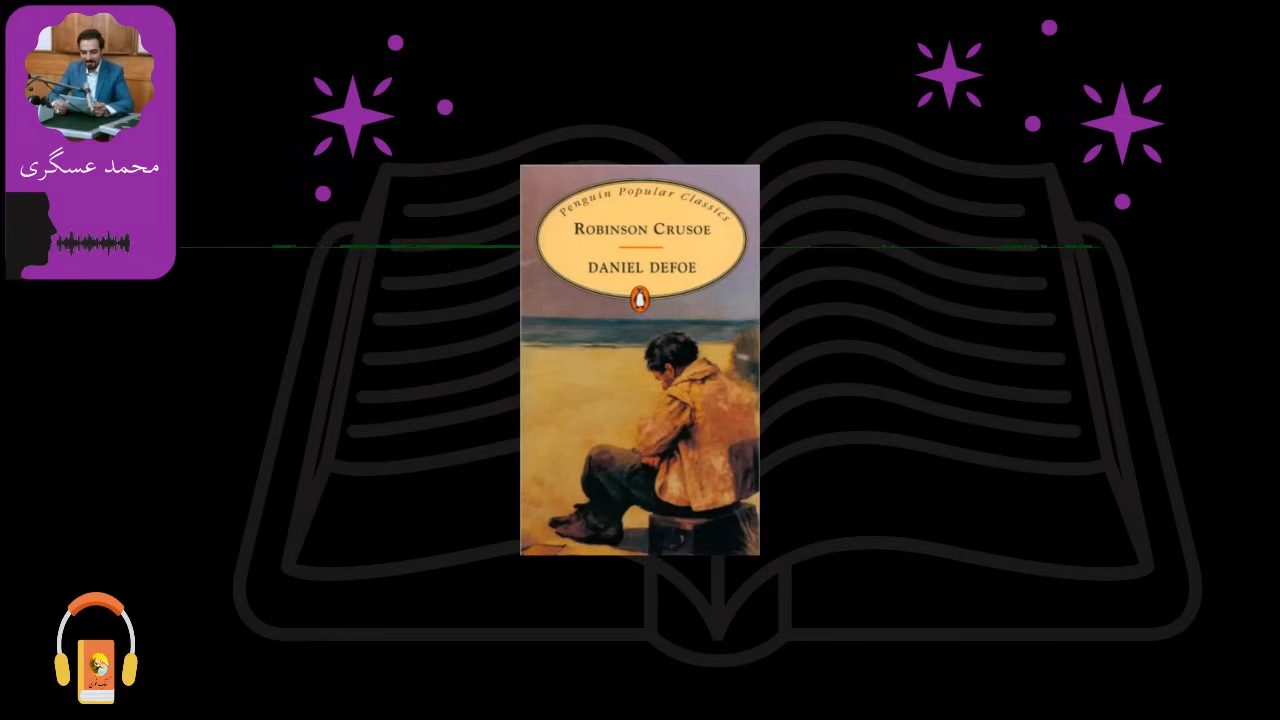 محمد عسگری
Penguin Popular Classics
ROBINSON CRUSOE
DANIEL DEFOE